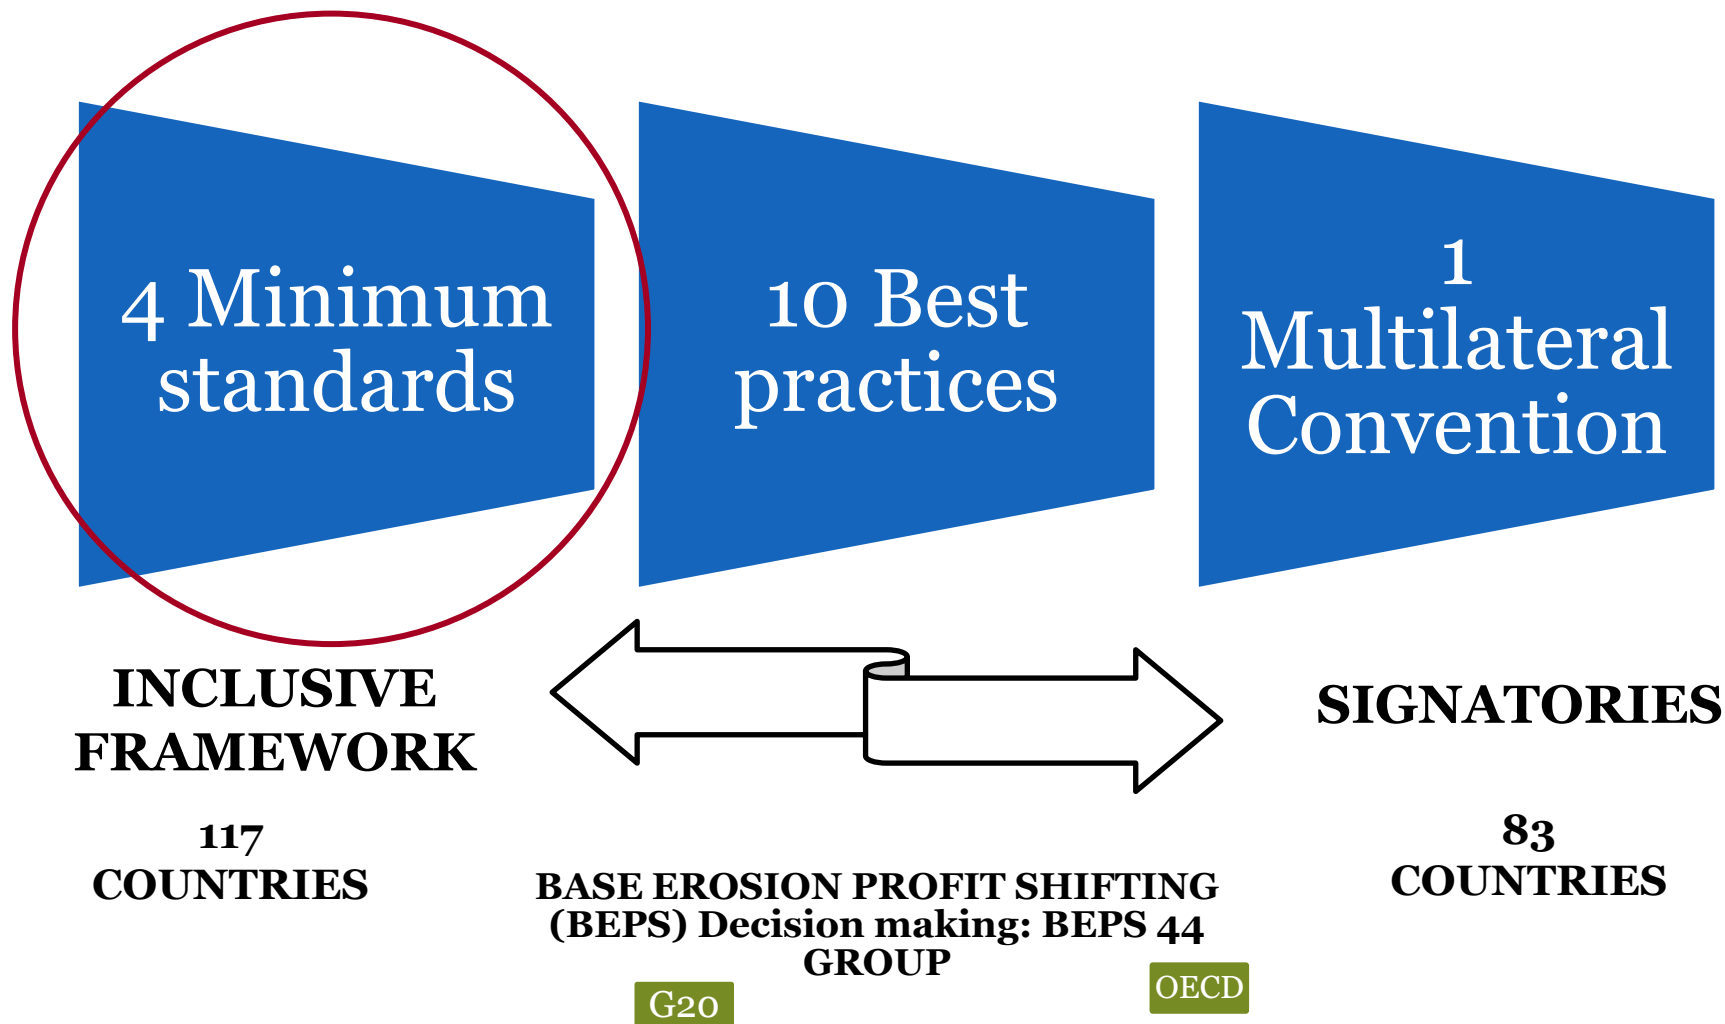 4 Minimum
standards
10 Best
practices
1
Multilateral
Convention
INCLUSIVE
FRAMEWORK
SIGNATORIES
117
COUNTRIES
83
COUNTRIES
BASE EROSION PROFIT SHIFTING
(BEPS) Decision making: BEPS 44
GROUP
G20
OECD